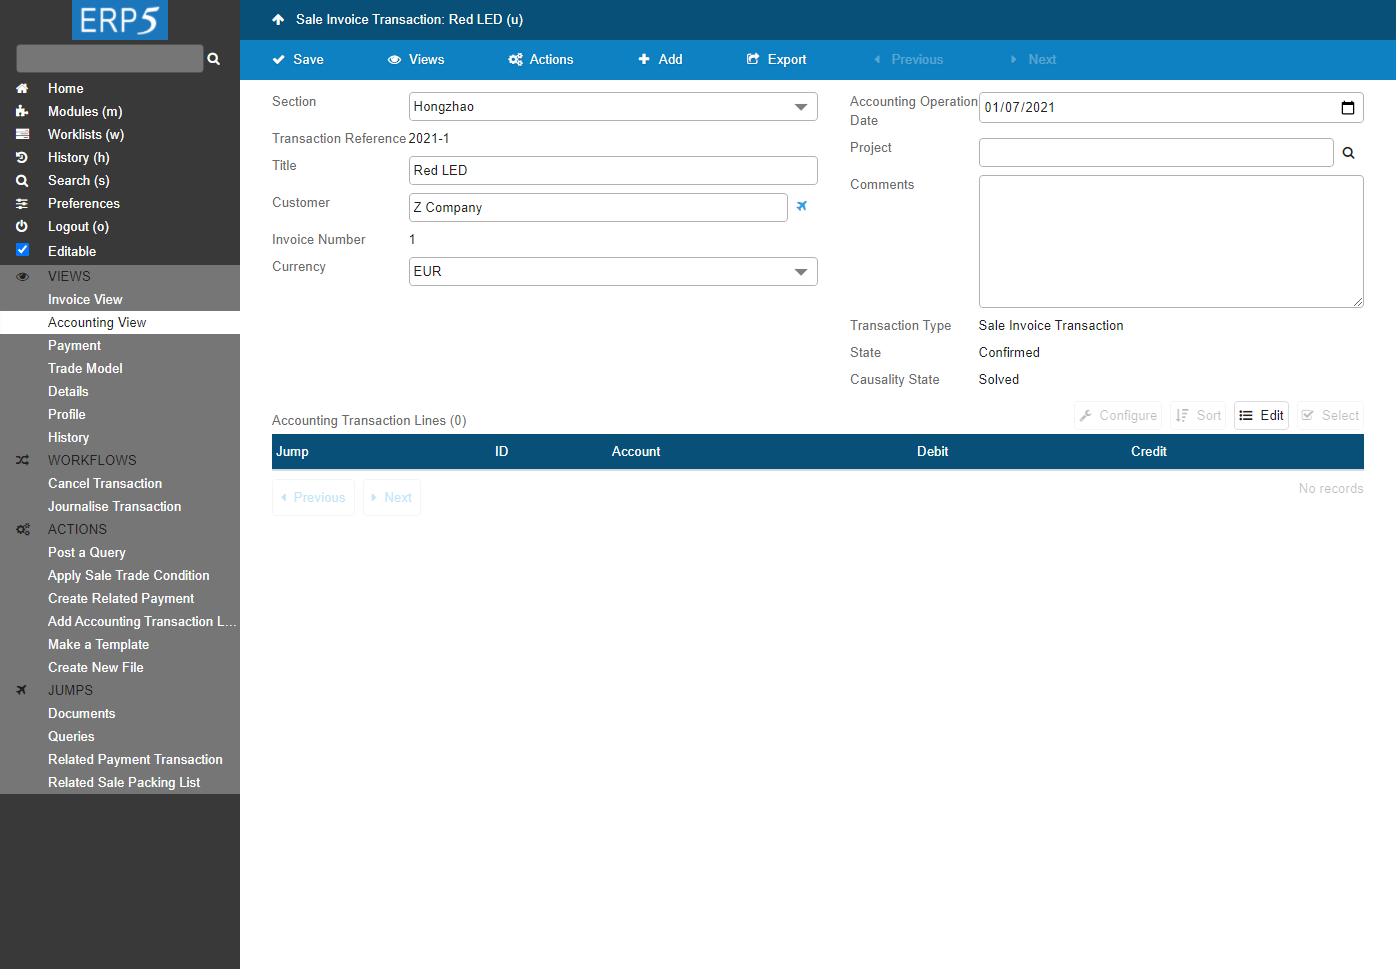 ERP5
Home
Modules (m)
Worklists (w)
History (h)
Search (s)
Preferences
Logout (o)
Editable
VIEWS
Invoice View
Accounting View
Payment
Trade Model
Details
Profile
History
WORKFLOWS
Cancel Transaction
Journalise Transaction
ACTIONS
Post a Query
Apply Sale Trade Condition
Create Related Payment
Add Accounting Transaction L...
Make a Template
Create New File
JUMPS
Documents
Queries
Related Payment Transaction
Related Sale Packing List
Sale Invoice Transaction: Red LED (u)
Save Views Actions Add Export Previous Next
Section Hongzhao
Transaction Reference 2021-1
Title Red LED
Customer Z Company
Invoice Number 1
Currency EUR
Accounting Operation Date 01/07/2021
Project
Comments
Transaction Type Sale Invoice Transaction
State Confirmed
Causality State Solved
Accounting Transaction Lines (0) Configure Sort Edit Select
Jump ID Account Debit Credit
Previous Next No records